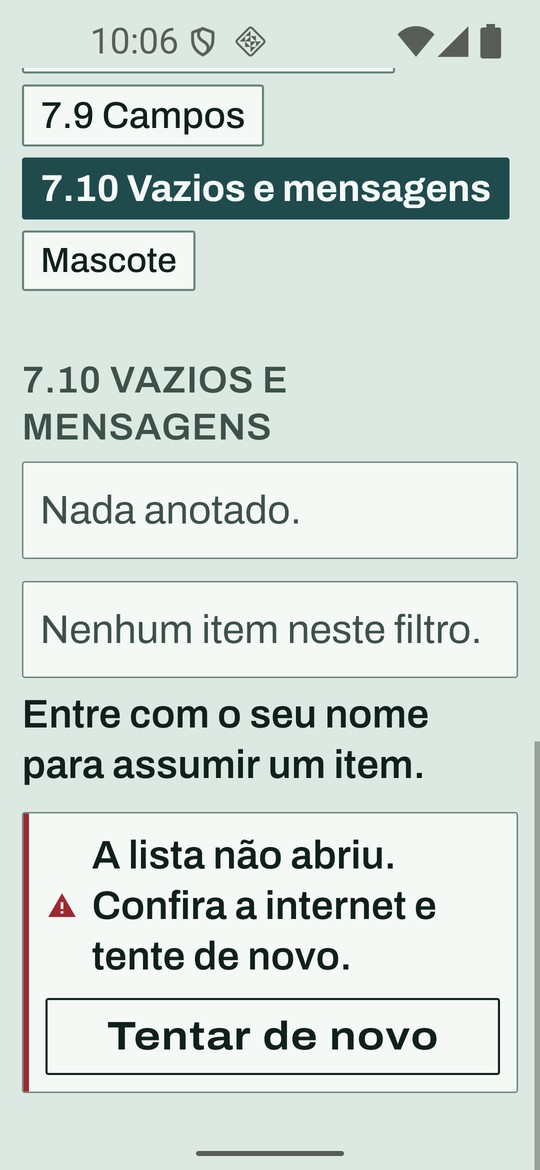 10:06
7.9 Campos
7.10 Vazios e mensagens
Mascote
7.10 VAZIOS E
MENSAGENS
Nada anotado.
Nenhum item neste filtro.
Entre com o seu nome
para assumir um item.
A lista não abriu.
Confira a internet e
tente de novo.
Tentar de novo